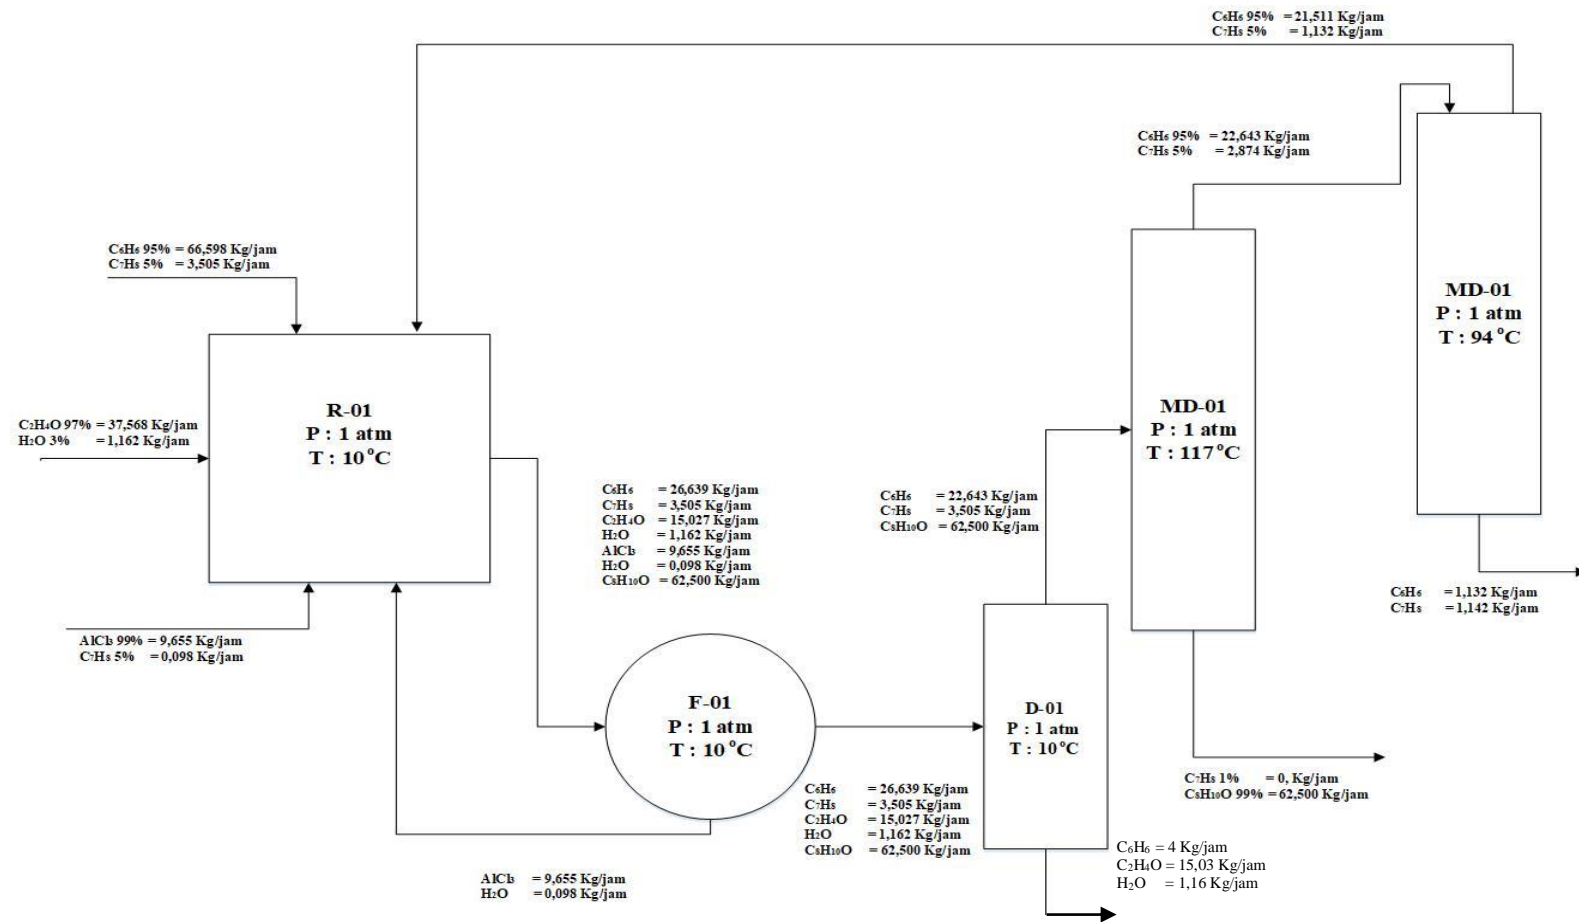 C₆H₆ 95% = 21,511 Kg/jam
C₇H₈ 5% = 1,132 Kg/jam
C₆H₆ 95% = 22,643 Kg/jam
C₇H₈ 5% = 2,874 Kg/jam
C₆H₆ 95% = 66,598 Kg/jam
C₇H₈ 5% = 3,505 Kg/jam
MD-01
P : 1 atm
T : 94 °C
R-01
P : 1 atm
T : 10 °C
C₂H₄O 97% = 37,568 Kg/jam
H₂O 3% = 1,162 Kg/jam
MD-01
P : 1 atm
T : 117 °C
C₆H₆ = 26,639 Kg/jam
C₇H₈ = 3,505 Kg/jam
C₂H₄O = 15,027 Kg/jam
H₂O = 1,162 Kg/jam
AlCl₃ = 9,655 Kg/jam
H₂O = 0,098 Kg/jam
C₈H₁₀O = 62,500 Kg/jam
C₆H₆ = 22,643 Kg/jam
C₇H₈ = 3,505 Kg/jam
C₈H₁₀O = 62,500 Kg/jam
C₆H₆ = 1,132 Kg/jam
C₇H₈ = 1,142 Kg/jam
AlCl₃ 99% = 9,655 Kg/jam
C₇H₈ 5% = 0,098 Kg/jam
F-01
P : 1 atm
T : 10 °C
D-01
P : 1 atm
T : 10 °C
C₇H₈ 1% = 0, Kg/jam
C₈H₁₀O 99% = 62,500 Kg/jam
C₆H₆ = 26,639 Kg/jam
C₇H₈ = 3,505 Kg/jam
C₂H₄O = 15,027 Kg/jam
H₂O = 1,162 Kg/jam
C₈H₁₀O = 62,500 Kg/jam
C₆H₆ = 4 Kg/jam
C₂H₄O = 15,03 Kg/jam
H₂O = 1,16 Kg/jam
AlCl₃ = 9,655 Kg/jam
H₂O = 0,098 Kg/jam